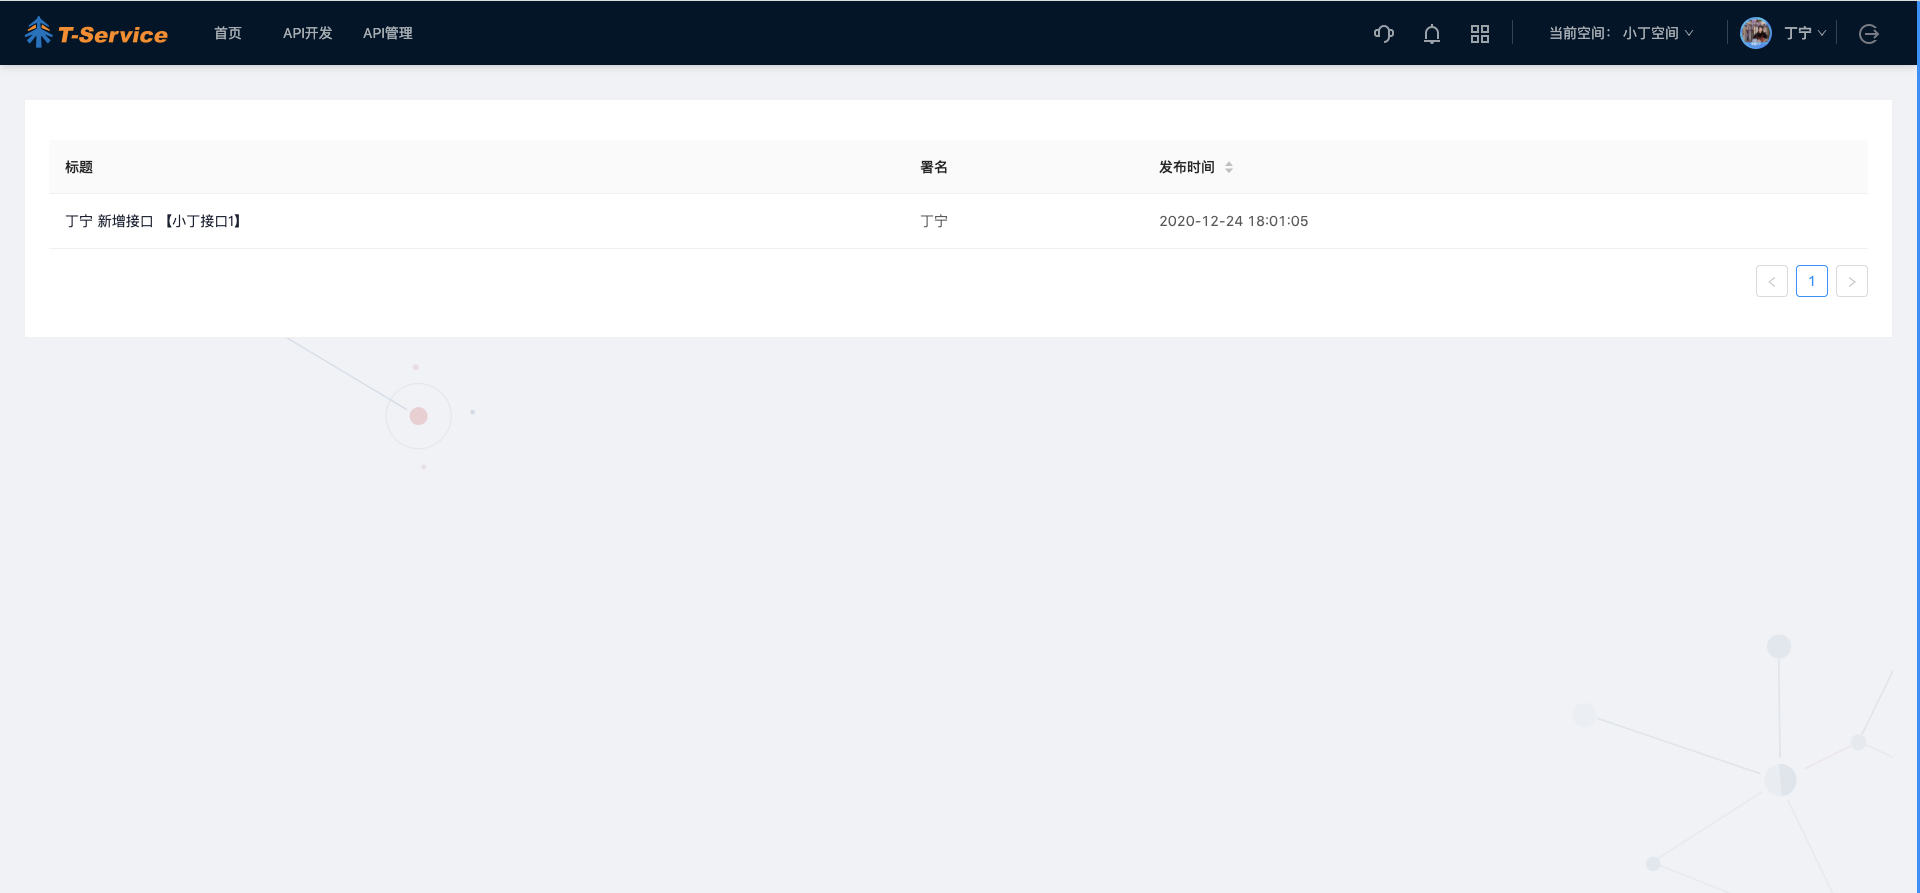 T-Service 首页 API开发 API管理 当前空间： 小丁空间 丁宁
标题 署名 发布时间
丁宁 新增接口 【小丁接口1】 丁宁 2020-12-24 18:01:05
1